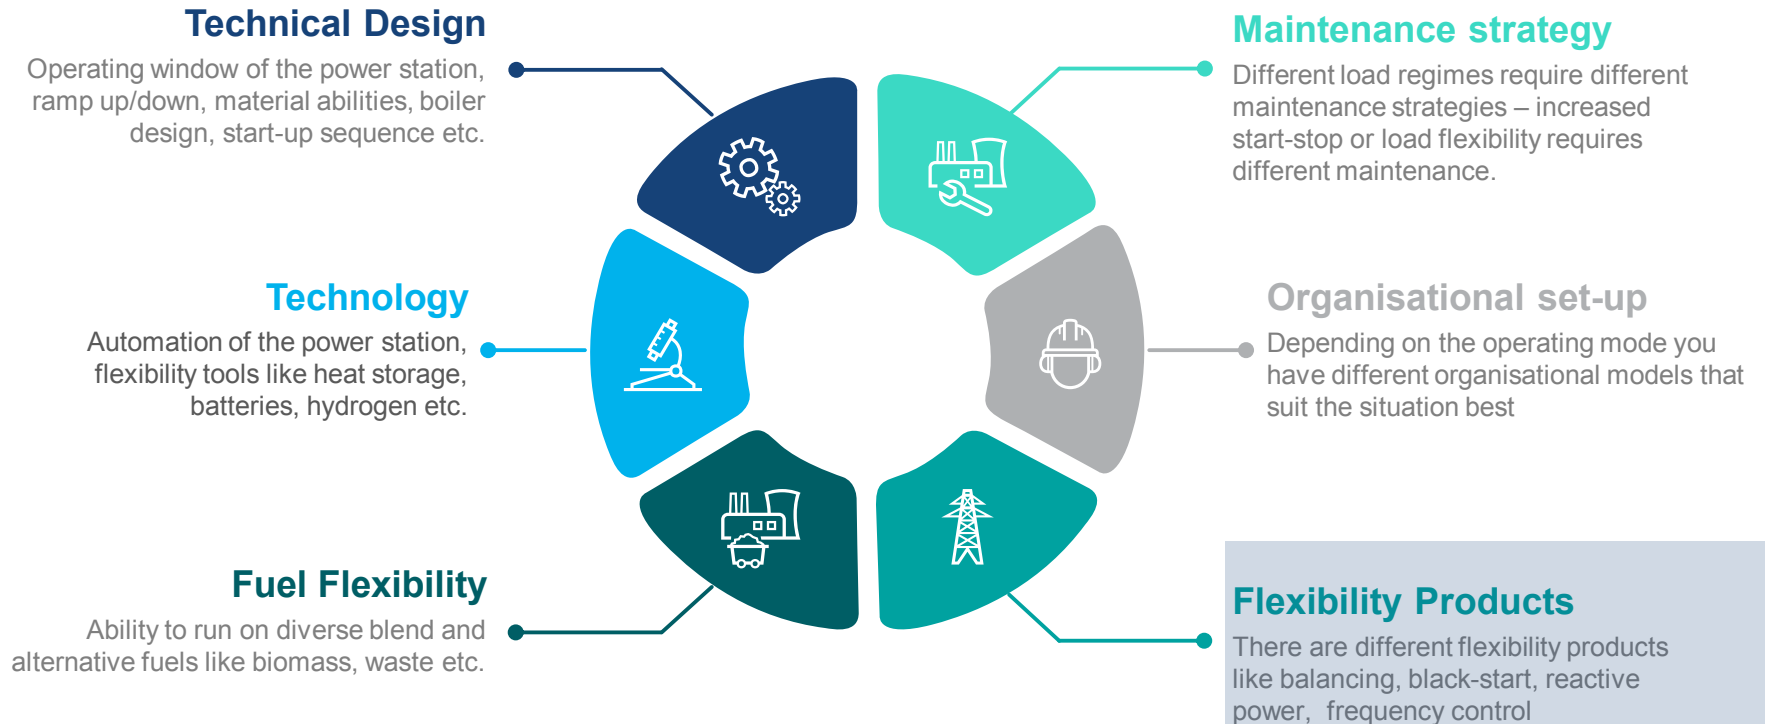 Technical Design
Operating window of the power station,
ramp up/down, material abilities, boiler
design, start-up sequence etc.
Technology
Automation of the power station,
flexibility tools like heat storage,
batteries, hydrogen etc.
Fuel Flexibility
Ability to run on diverse blend and
alternative fuels like biomass, waste etc.
Maintenance strategy
Different load regimes require different
maintenance strategies – increased
start-stop or load flexibility requires
different maintenance.
Organisational set-up
Depending on the operating mode you
have different organisational models that
suit the situation best
Flexibility Products
There are different flexibility products
like balancing, black-start, reactive
power, frequency control